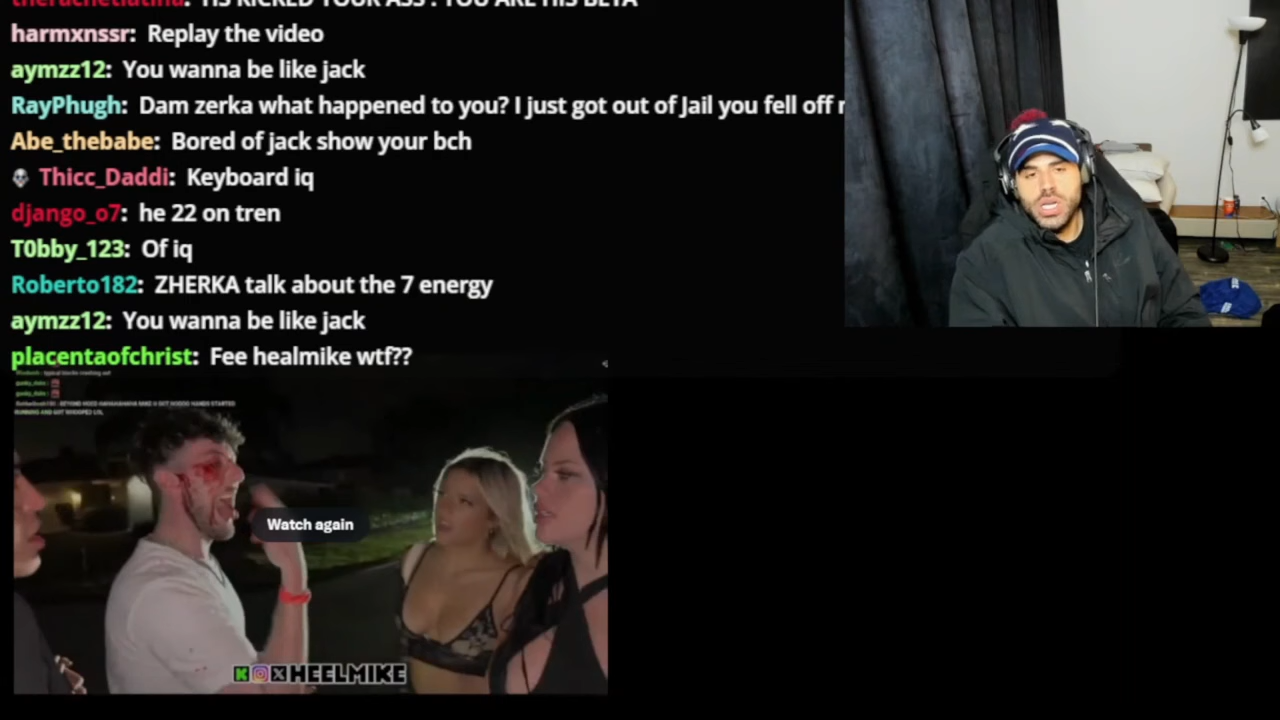 harmxnssr: Replay the video
aymzz12: You wanna be like jack
RayPhugh: Dam zerka what happened to you? I just got out of Jail you fell off
Abe_thebabe: Bored of jack show your bch
Thicc_Daddi: Keyboard iq
django_o7: he 22 on tren
T0bby_123: Of iq
Roberto182: ZHERKA talk about the 7 energy
aymzz12: You wanna be like jack
placentaofchrist: Fee healmike wtf??
Watch again
HEELMIKE